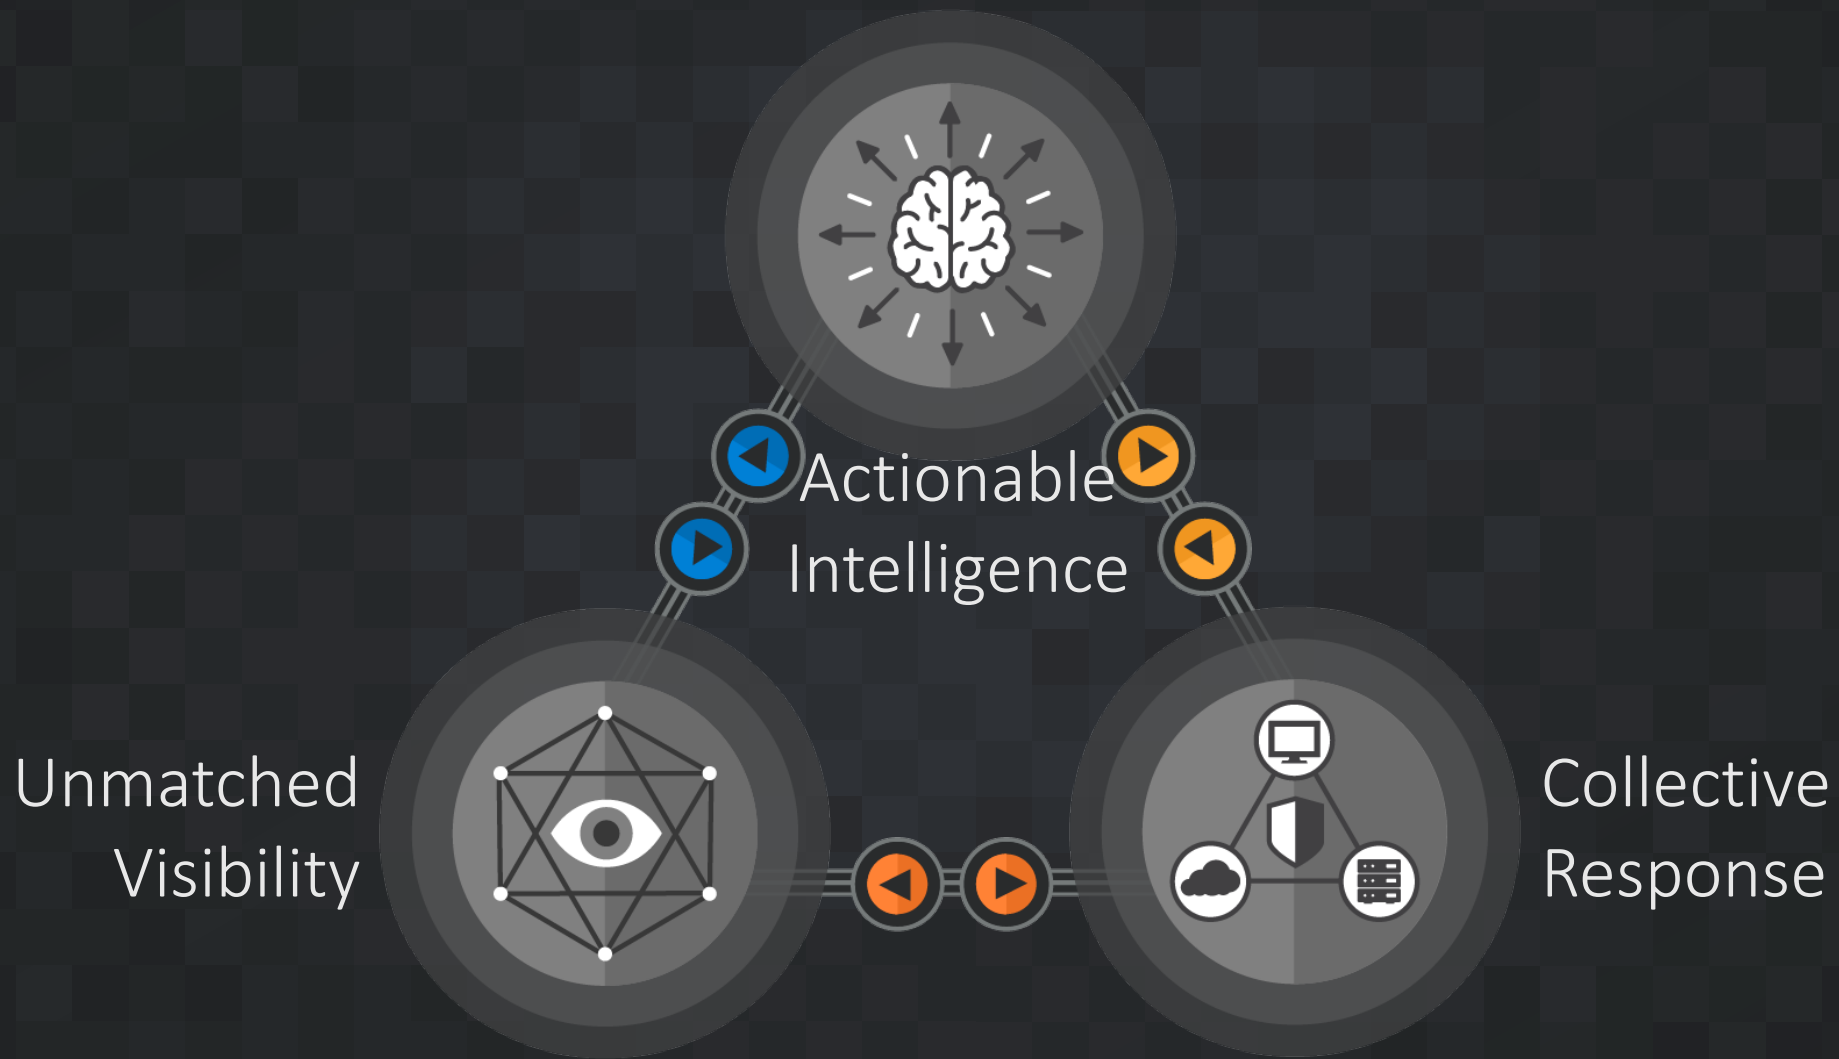 Actionable
Intelligence
Unmatched
Visibility
Collective
Response